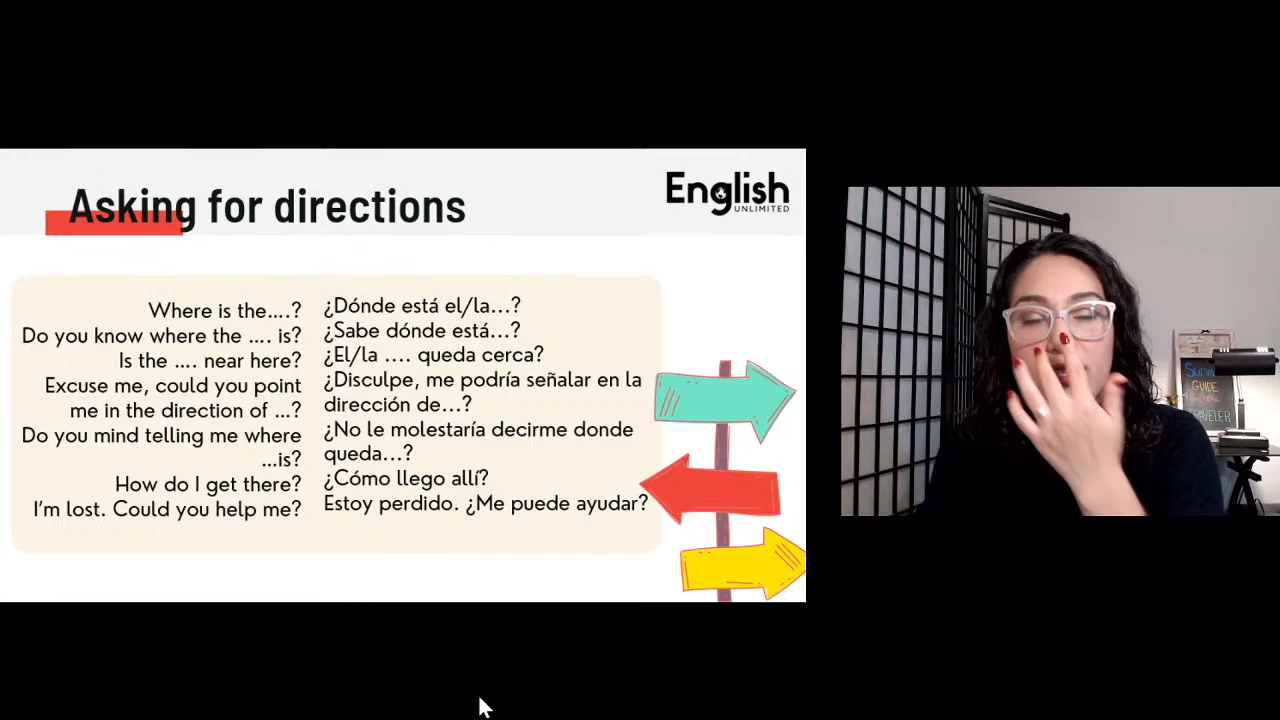 Asking for directions
English
UNLIMITED
Where is the....?
Do you know where the .... is?
Is the .... near here?
Excuse me, could you point
me in the direction of ...?
Do you mind telling me where
...is?
How do I get there?
I'm lost. Could you help me?
¿Dónde está el/la...?
¿Sabe dónde está...?
¿El/la .... queda cerca?
¿Disculpe, me podría señalar en la
dirección de...?
¿No le molestaría decirme donde
queda...?
¿Cómo llego allí?
Estoy perdido. ¿Me puede ayudar?
GUIDE
TRAVELER